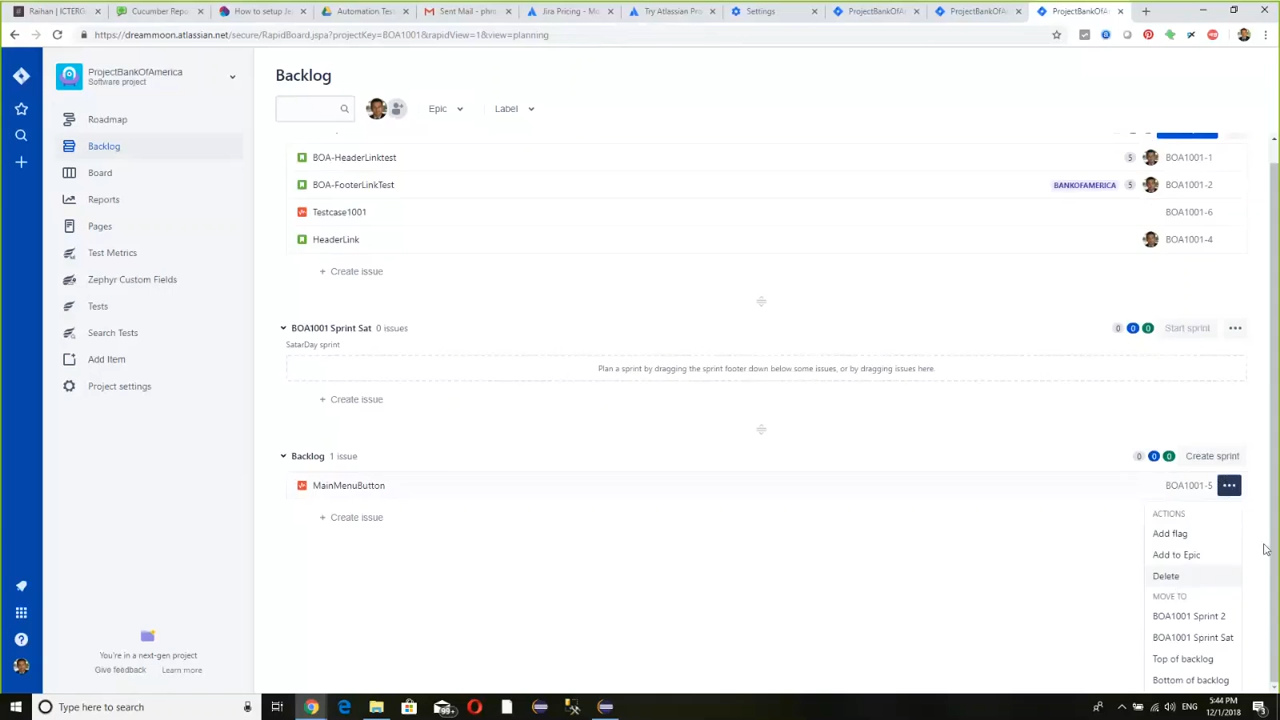 Raihan | ICTERG
Cucumber Repo
How to setup Je
Automation Test
Sent Mail - phro
Jira Pricing - Mo
Try Atlassian Pro
Settings
ProjectBankOfA
ProjectBankOfA
ProjectBankOfA
https://dreammoon.atlassian.net/secure/RapidBoard.jspa?projectKey=BOA1001&rapidView=1&view=planning
ProjectBankOfAmerica
Software project
Roadmap
Backlog
Board
Reports
Pages
Test Metrics
Zephyr Custom Fields
Tests
Search Tests
Add Item
Project settings
You're in a next-gen project
Give feedback Learn more
Backlog
Epic
Label
BOA-HeaderLinktest 5 BOA1001-1
BOA-FooterLinkTest BANKOFAMERICA 5 BOA1001-2
Testcase1001 BOA1001-6
HeaderLink BOA1001-4
+ Create issue
BOA1001 Sprint Sat 0 issues 0 0 0 Start sprint
SatarDay sprint
Plan a sprint by dragging the sprint footer down below some issues, or by dragging issues here.
+ Create issue
Backlog 1 issue 0 0 0 Create sprint
MainMenuButton BOA1001-5
+ Create issue
ACTIONS
Add flag
Add to Epic
Delete
MOVE TO
BOA1001 Sprint 2
BOA1001 Sprint Sat
Top of backlog
Bottom of backlog
Type here to search
99+
ENG
5:44 PM
12/1/2018
3